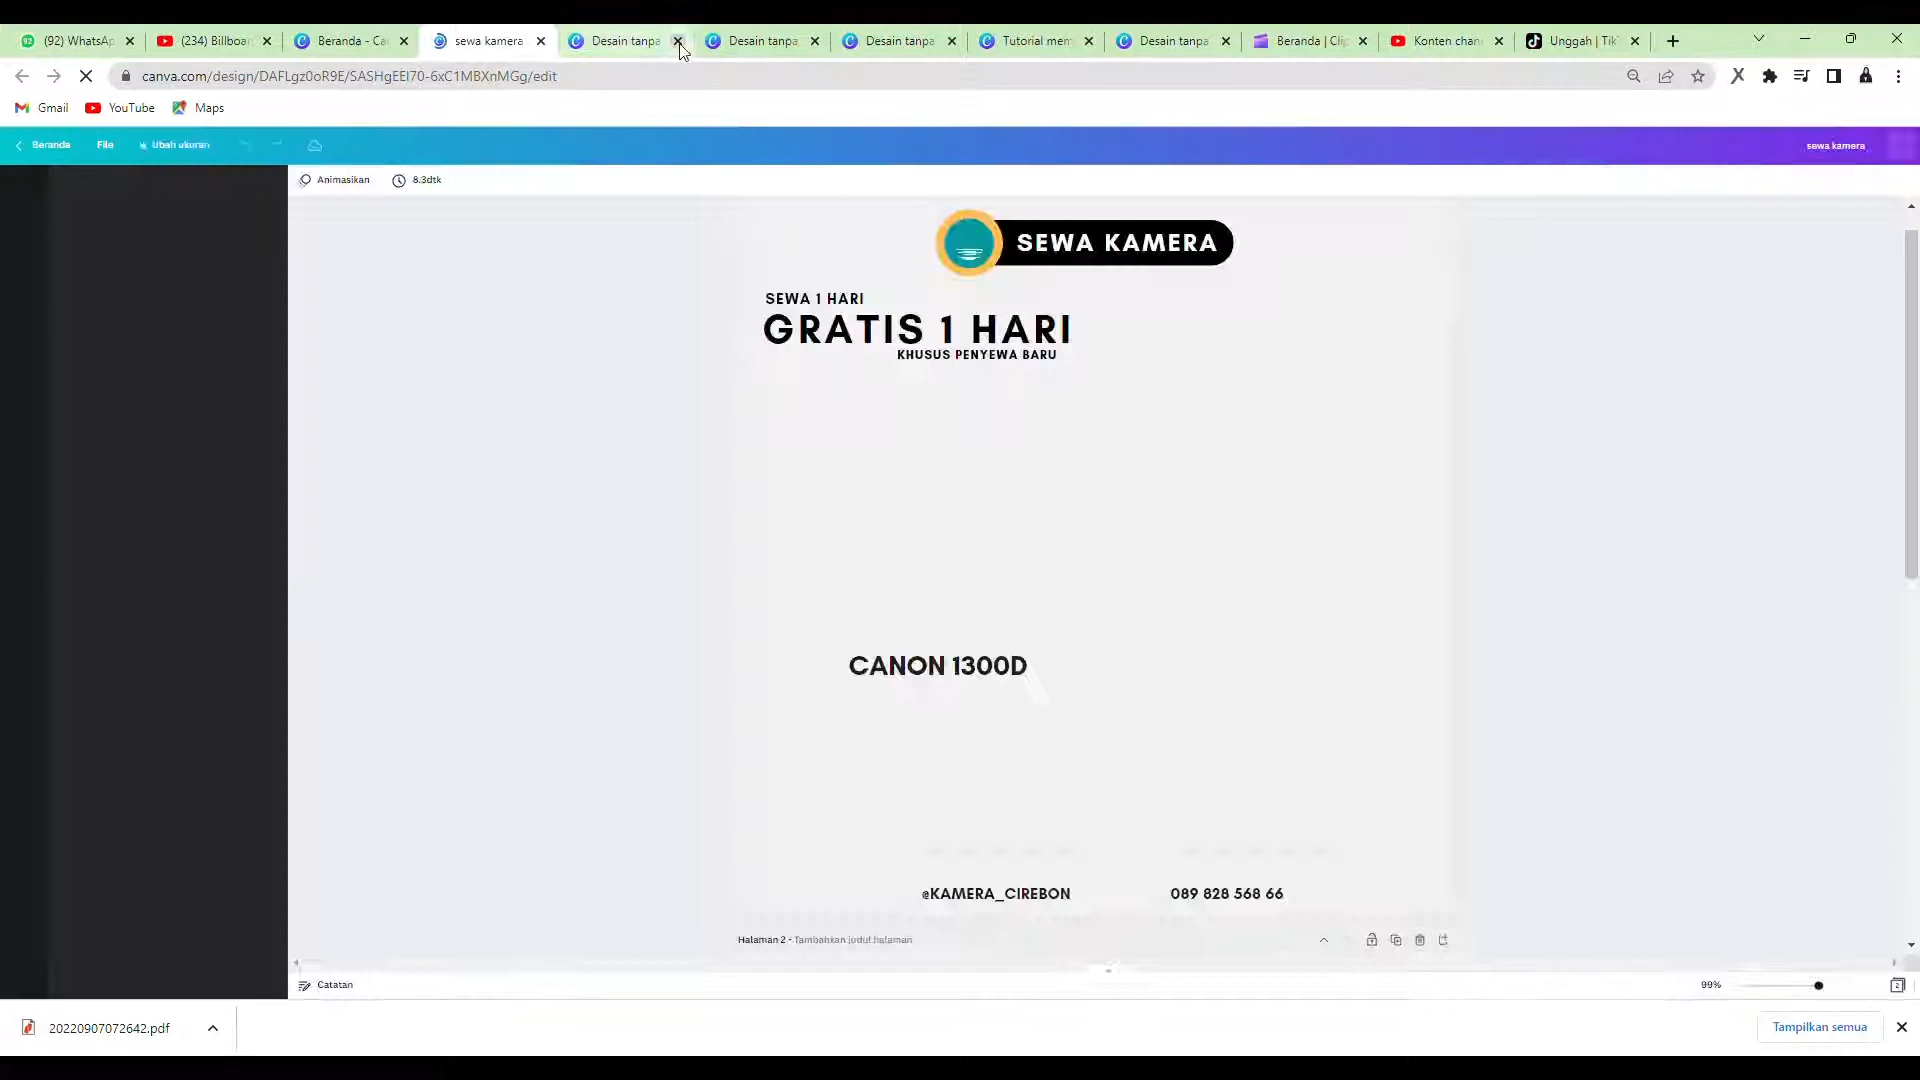 (92) WhatsAp
(234) Billboar
Beranda - Ca
sewa kamera
Desain tanpa
Desain tanpa
Desain tanpa
Tutorial mem
Desain tanpa
Beranda | Clip
Konten chan
Unggah | Tik
canva.com/design/DAFLgz0oR9E/SASHgEEI70-6xC1MBXnMGg/edit
Gmail
YouTube
Maps
Beranda
File
Ubah ukuran
sewa kamera
Animasikan
8.3dtk
SEWA KAMERA
SEWA 1 HARI
GRATIS 1 HARI
KHUSUS PENYEWA BARU
CANON 1300D
@KAMERA_CIREBON
089 828 568 66
Halaman 2 - Tambahkan judul halaman
Catatan
99%
2
20220907072642.pdf
Tampilkan semua